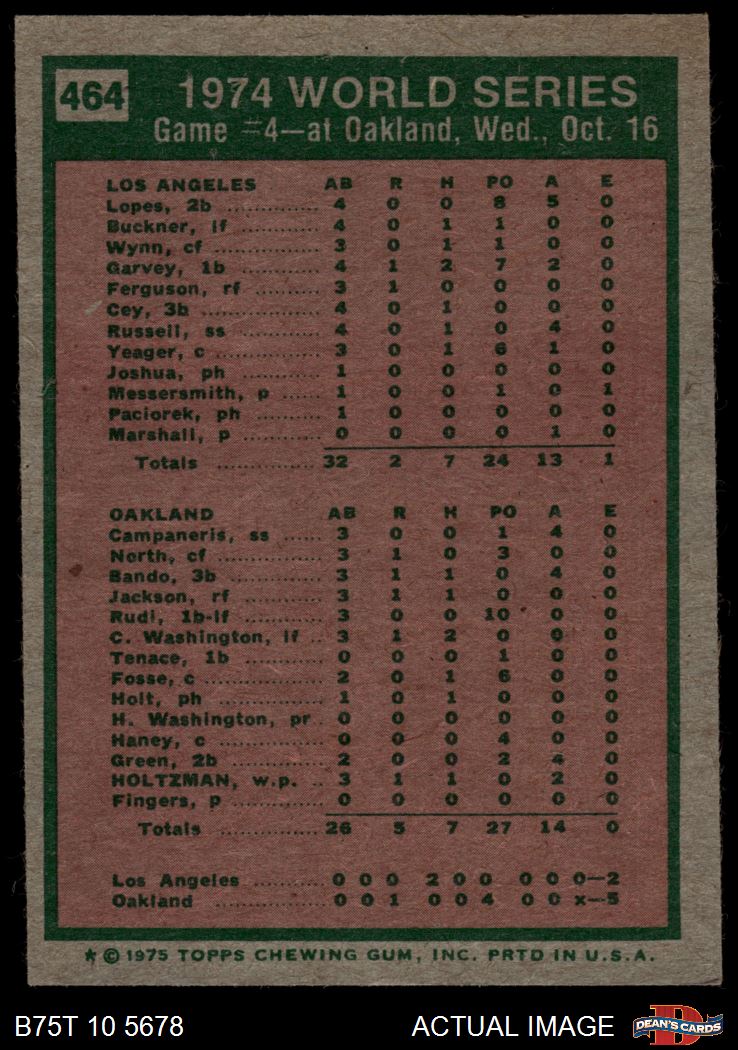 464
1974 WORLD SERIES
Game #4—at Oakland, Wed., Oct. 16
LOS ANGELES AB R H PO A E
Lopes, 2b .............. 4 0 0 8 5 0
Buckner, lf ............ 4 0 1 1 0 0
Wynn, cf .............. 3 0 1 1 0 0
Garvey, 1b ............ 4 1 2 7 2 0
Ferguson, rf .......... 3 1 0 0 0 0
Cey, 3b ................ 4 0 1 0 0 0
Russell, ss ............ 4 0 1 0 4 0
Yeager, c .............. 3 0 1 6 1 0
Joshua, ph ............ 1 0 0 0 0 0
Messersmith, p ...... 1 0 0 1 0 1
Paciorek, ph .......... 1 0 0 0 0 0
Marshall, p ............ 0 0 0 0 1 0
Totals .............. 32 2 7 24 13 1
OAKLAND AB R H PO A E
Campaneris, ss ...... 3 0 0 1 4 0
North, cf ................ 3 1 0 3 0 0
Bando, 3b .............. 3 1 1 0 4 0
Jackson, rf ............ 3 1 1 0 0 0
Rudi, 1b-lf ............ 3 0 0 10 0 0
C. Washington, lf .. 3 1 2 0 0 0
Tenace, 1b ............ 0 0 0 1 0 0
Fosse, c ................ 2 0 1 6 0 0
Holt, ph ................ 1 0 1 0 0 0
H. Washington, pr . 0 0 0 0 0 0
Haney, c ................ 0 0 0 4 0 0
Green, 2b .............. 2 0 0 2 4 0
HOLTZMAN, w.p. .. 3 1 1 0 2 0
Fingers, p .............. 0 0 0 0 0 0
Totals .............. 26 5 7 27 14 0
Los Angeles .......... 0 0 0 2 0 0 0 0 0—2
Oakland ................ 0 0 1 0 0 4 0 0 x—5
★ © 1975 TOPPS CHEWING GUM, INC. PRTD IN U.S.A.
B75T 10 5678
ACTUAL IMAGE
D
DEAN'S CARDS